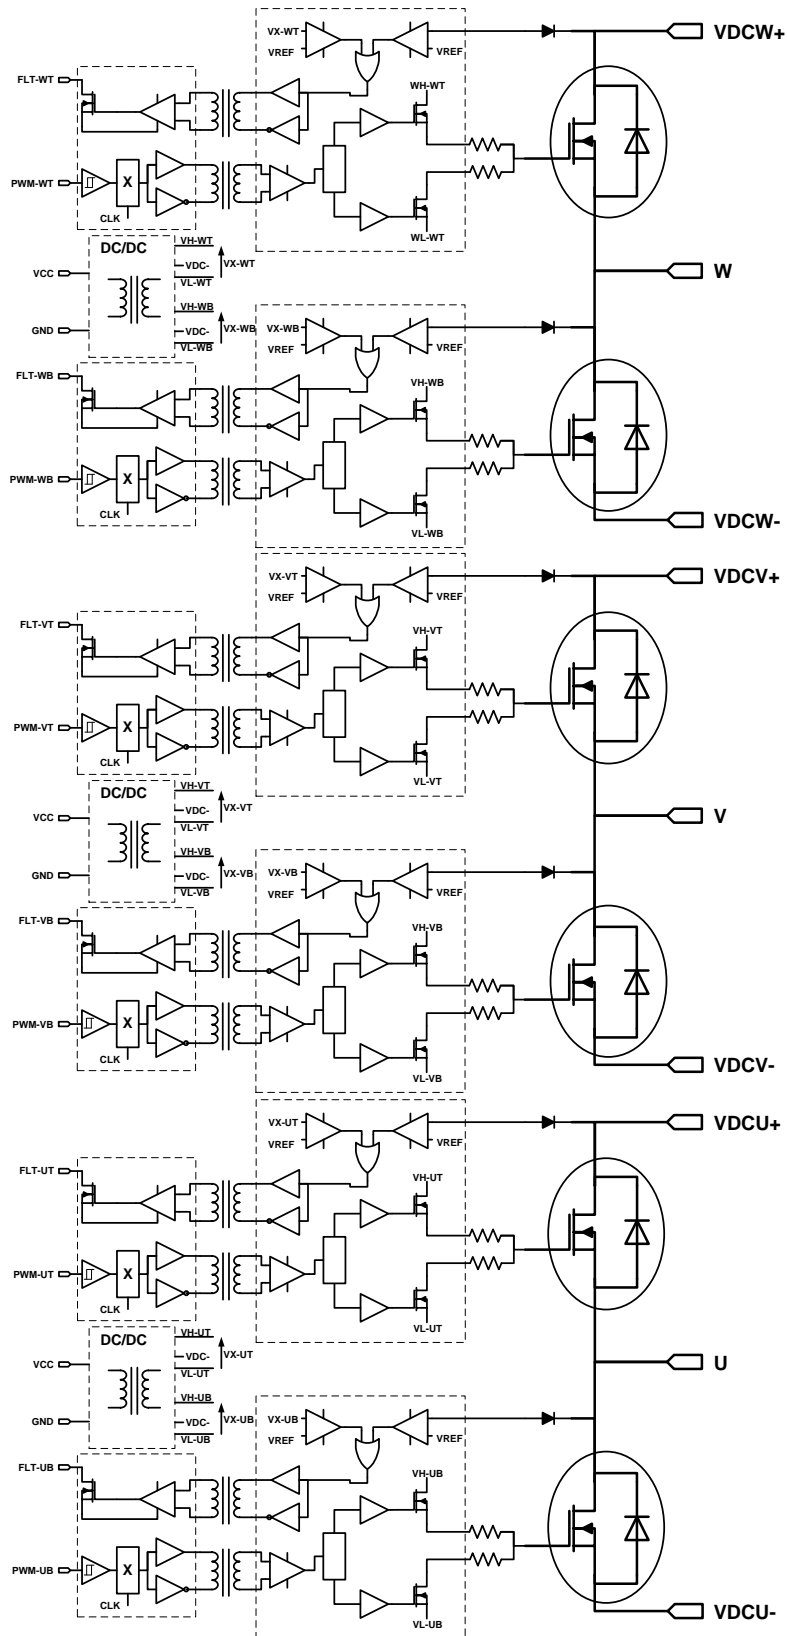 VX-WT
VREF
VREF
VDCW+
FLT-WT
WH-WT
PWM-WT
X
CLK
WL-WT
DC/DC
VH-WT
VCC
VDC-
VX-WT
VL-WT
W
VH-WB
GND
VDC-
VX-WB
VL-WB
VX-WB
VREF
VREF
FLT-WB
VH-WB
PWM-WB
X
CLK
VL-WB
VDCW-
VX-VT
VREF
VREF
VDCV+
FLT-VT
VH-VT
PWM-VT
X
CLK
VL-VT
DC/DC
VH-VT
VCC
VDC-
VX-VT
VL-VT
V
VH-VB
GND
VDC-
VX-VB
VL-VB
VX-VB
VREF
VREF
FLT-VB
VH-VB
PWM-VB
X
CLK
VL-VB
VDCV-
VX-UT
VREF
VREF
VDCU+
FLT-UT
VH-UT
PWM-UT
X
CLK
VL-UT
DC/DC
VH-UT
VCC
VDC-
VX-UT
VL-UT
U
VH-UB
GND
VDC-
VX-UB
VL-UB
VX-UB
VREF
VREF
FLT-UB
VH-UB
PWM-UB
X
CLK
VL-UB
VDCU-